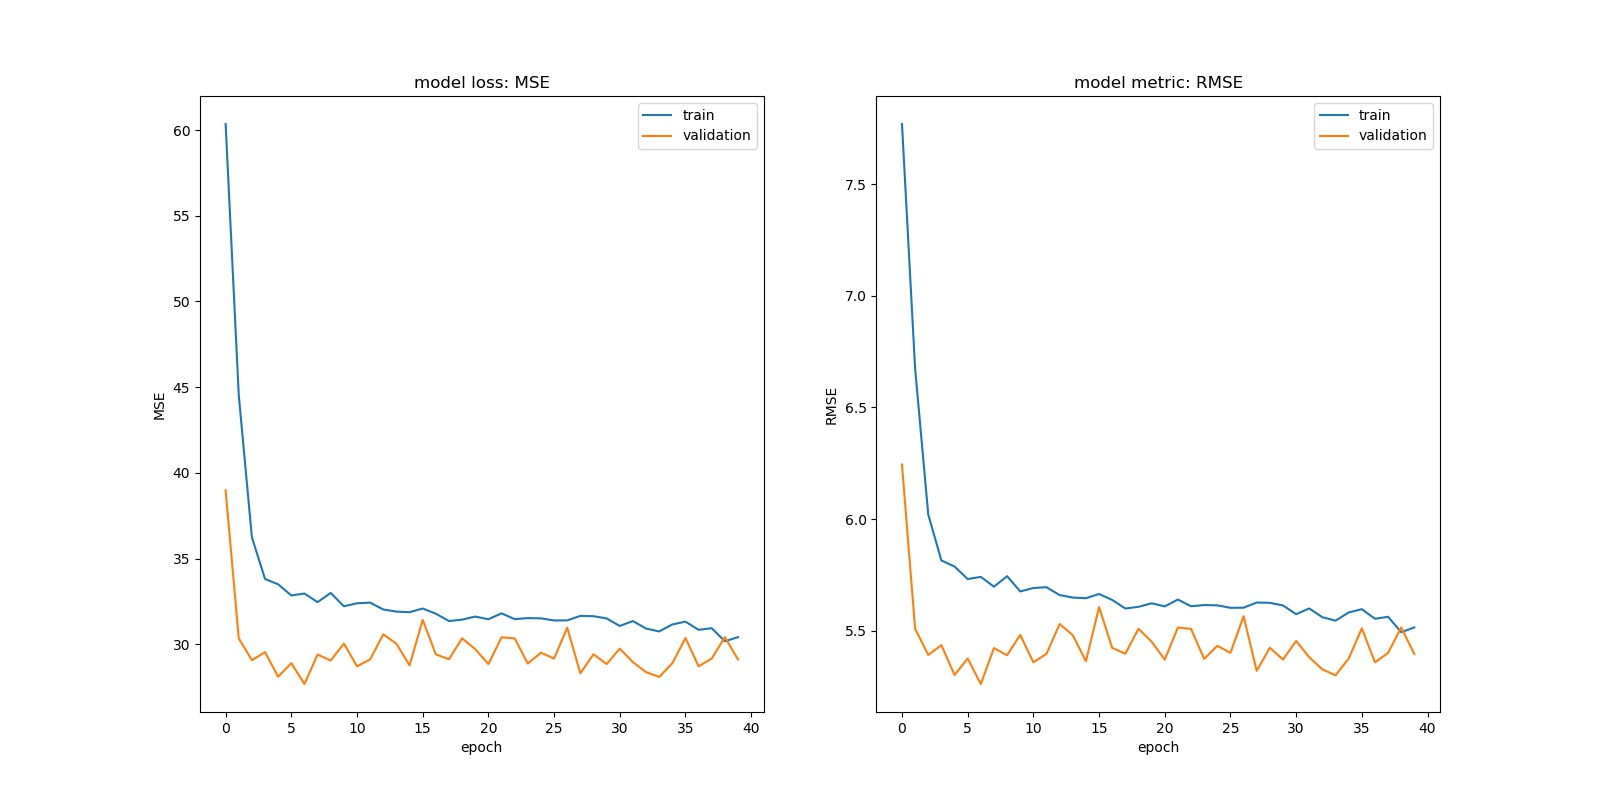 model loss: MSE
train
validation
60
55
50
45
40
35
30
MSE
0 5 10 15 20 25 30 35 40
epoch
model metric: RMSE
train
validation
7.5
7.0
6.5
6.0
5.5
RMSE
0 5 10 15 20 25 30 35 40
epoch